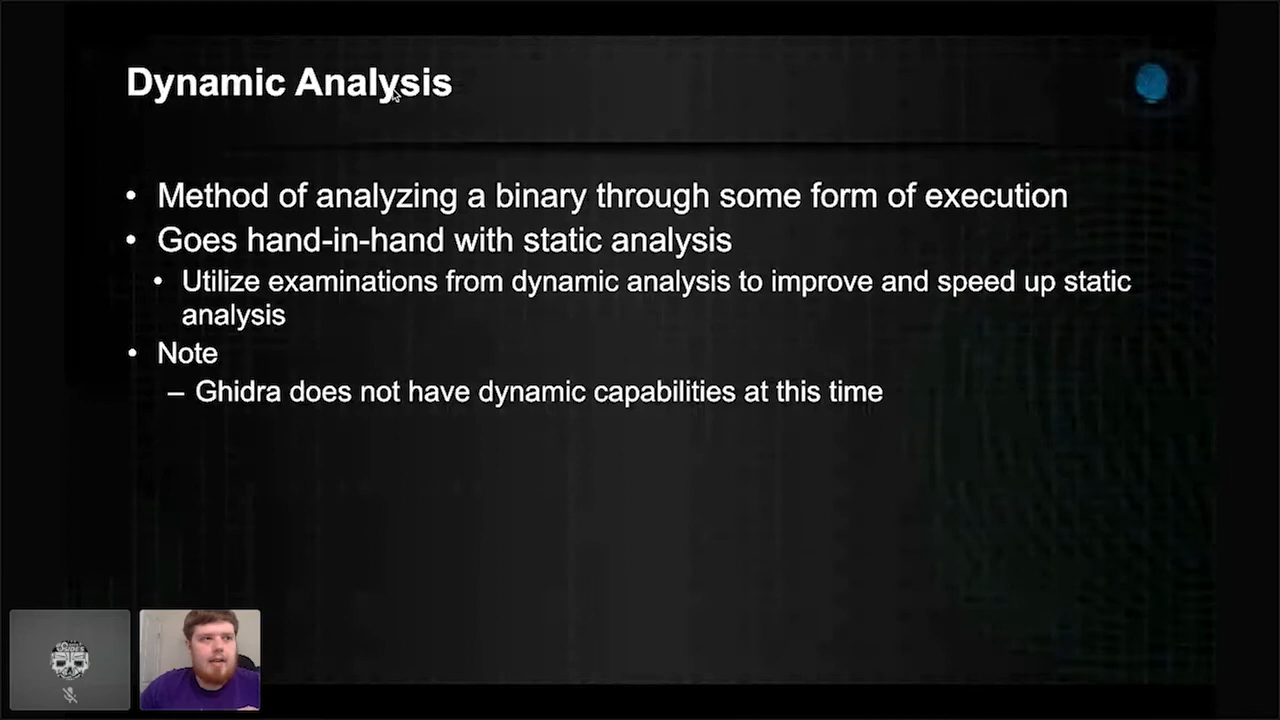 Dynamic Analysis
• Method of analyzing a binary through some form of execution
• Goes hand-in-hand with static analysis
• Utilize examinations from dynamic analysis to improve and speed up static
analysis
• Note
– Ghidra does not have dynamic capabilities at this time
SIDES